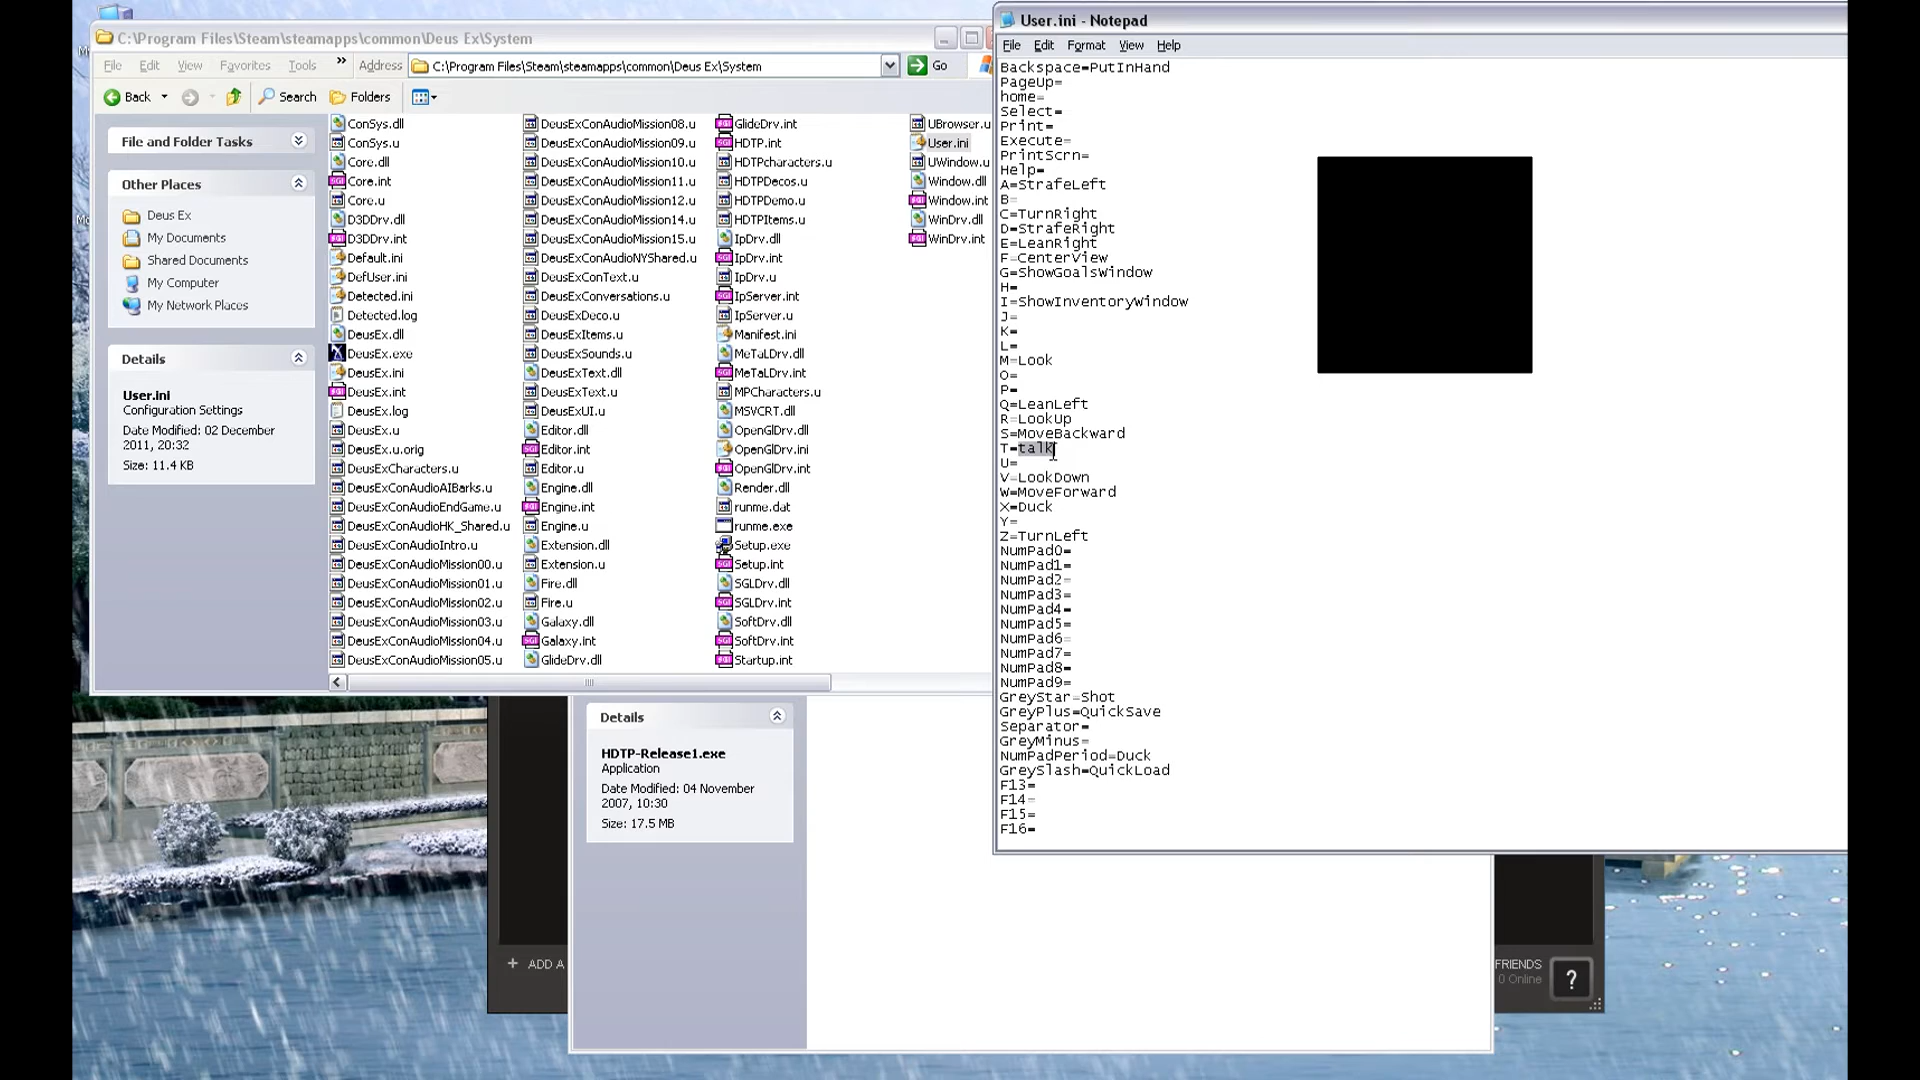 C:\Program Files\Steam\steamapps\common\Deus Ex\System
File Edit View Favorites Tools » Address C:\Program Files\Steam\steamapps\common\Deus Ex\System Go
Back Search Folders
File and Folder Tasks
Other Places
Deus Ex
My Documents
Shared Documents
My Computer
My Network Places
Details
User.ini
Configuration Settings
Date Modified: 02 December
2011, 20:32
Size: 11.4 KB
ConSys.dll
ConSys.u
Core.dll
Core.int
Core.u
D3DDrv.dll
D3DDrv.int
Default.ini
DefUser.ini
Detected.ini
Detected.log
DeusEx.dll
DeusEx.exe
DeusEx.ini
DeusEx.int
DeusEx.log
DeusEx.u
DeusEx.u.orig
DeusExCharacters.u
DeusExConAudioAIBarks.u
DeusExConAudioEndGame.u
DeusExConAudioHK_Shared.u
DeusExConAudioIntro.u
DeusExConAudioMission00.u
DeusExConAudioMission01.u
DeusExConAudioMission02.u
DeusExConAudioMission03.u
DeusExConAudioMission04.u
DeusExConAudioMission05.u
DeusExConAudioMission08.u
DeusExConAudioMission09.u
DeusExConAudioMission10.u
DeusExConAudioMission11.u
DeusExConAudioMission12.u
DeusExConAudioMission14.u
DeusExConAudioMission15.u
DeusExConAudioNYShared.u
DeusExConText.u
DeusExConversations.u
DeusExDeco.u
DeusExItems.u
DeusExSounds.u
DeusExText.dll
DeusExText.u
DeusExUI.u
Editor.dll
Editor.int
Editor.u
Engine.dll
Engine.int
Engine.u
Extension.dll
Extension.u
Fire.dll
Fire.u
Galaxy.dll
Galaxy.int
GlideDrv.dll
GlideDrv.int
HDTP.int
HDTPcharacters.u
HDTPDecos.u
HDTPDemo.u
HDTPItems.u
IpDrv.dll
IpDrv.int
IpDrv.u
IpServer.int
IpServer.u
Manifest.ini
MeTaLDrv.dll
MeTaLDrv.int
MPCharacters.u
MSVCRT.dll
OpenGlDrv.dll
OpenGlDrv.ini
OpenGlDrv.int
Render.dll
runme.dat
runme.exe
Setup.exe
Setup.int
SGLDrv.dll
SGLDrv.int
SoftDrv.dll
SoftDrv.int
Startup.int
UBrowser.u
User.ini
UWindow.u
Window.dll
Window.int
WinDrv.dll
WinDrv.int
Details
HDTP-Release1.exe
Application
Date Modified: 04 November
2007, 10:30
Size: 17.5 MB
+ ADD A
FRIENDS
0 Online
?
User.ini - Notepad
File Edit Format View Help
Backspace=PutInHand
PageUp=
home=
Select=
Print=
Execute=
PrintScrn=
Help=
A=StrafeLeft
B=
C=TurnRight
D=StrafeRight
E=LeanRight
F=CenterView
G=ShowGoalsWindow
H=
I=ShowInventoryWindow
J=
K=
L=
M=Look
O=
P=
Q=LeanLeft
R=LookUp
S=MoveBackward
T=talk
U=
V=LookDown
W=MoveForward
X=Duck
Y=
Z=TurnLeft
NumPad0=
NumPad1=
NumPad2=
NumPad3=
NumPad4=
NumPad5=
NumPad6=
NumPad7=
NumPad8=
NumPad9=
GreyStar=Shot
GreyPlus=QuickSave
Separator=
GreyMinus=
NumPadPeriod=Duck
GreySlash=QuickLoad
F13=
F14=
F15=
F16=